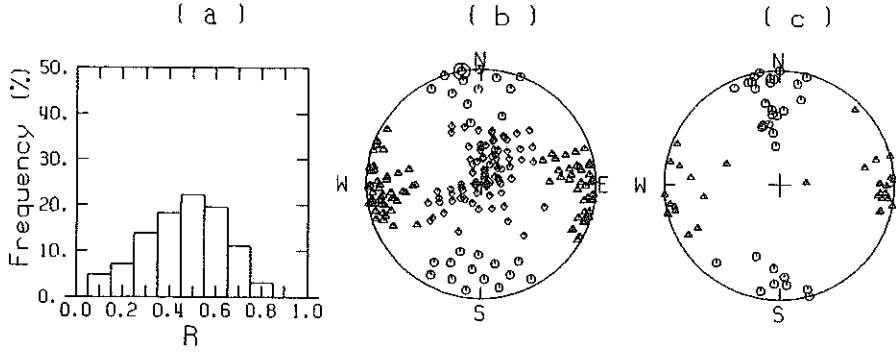 ( a )
( b )
( c )
Frequency (%)
50.
40.
30.
20.
10.
0.
0.0 0.2 0.4 0.6 0.8 1.0
R
N
W
E
S
N
W
E
S